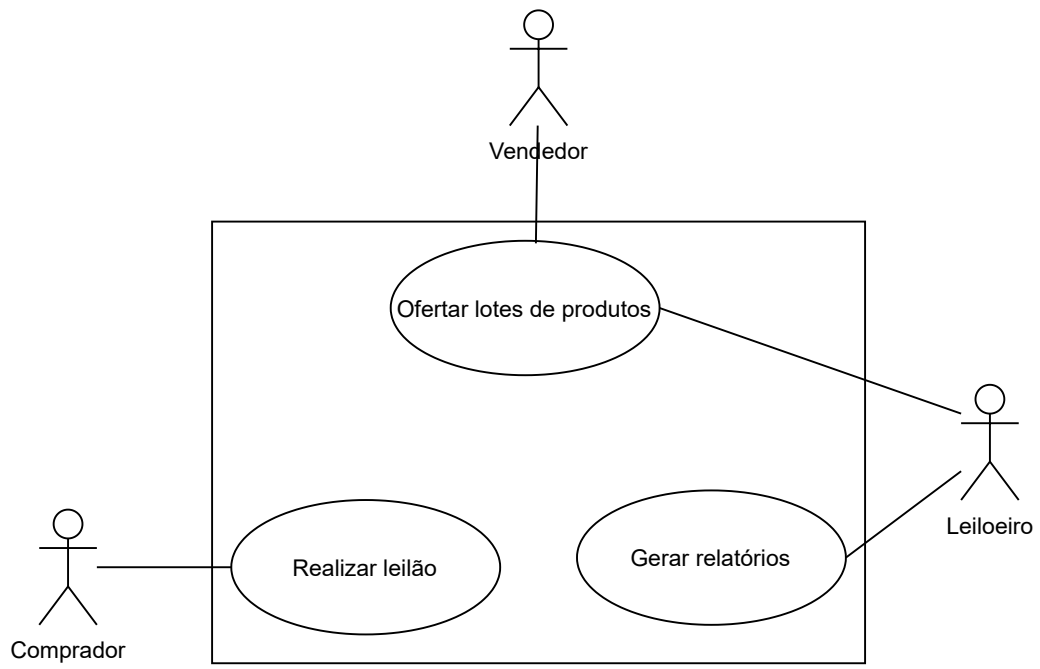 Vendedor
Ofertar lotes de produtos
Leiloeiro
Realizar leilão
Gerar relatórios
Comprador